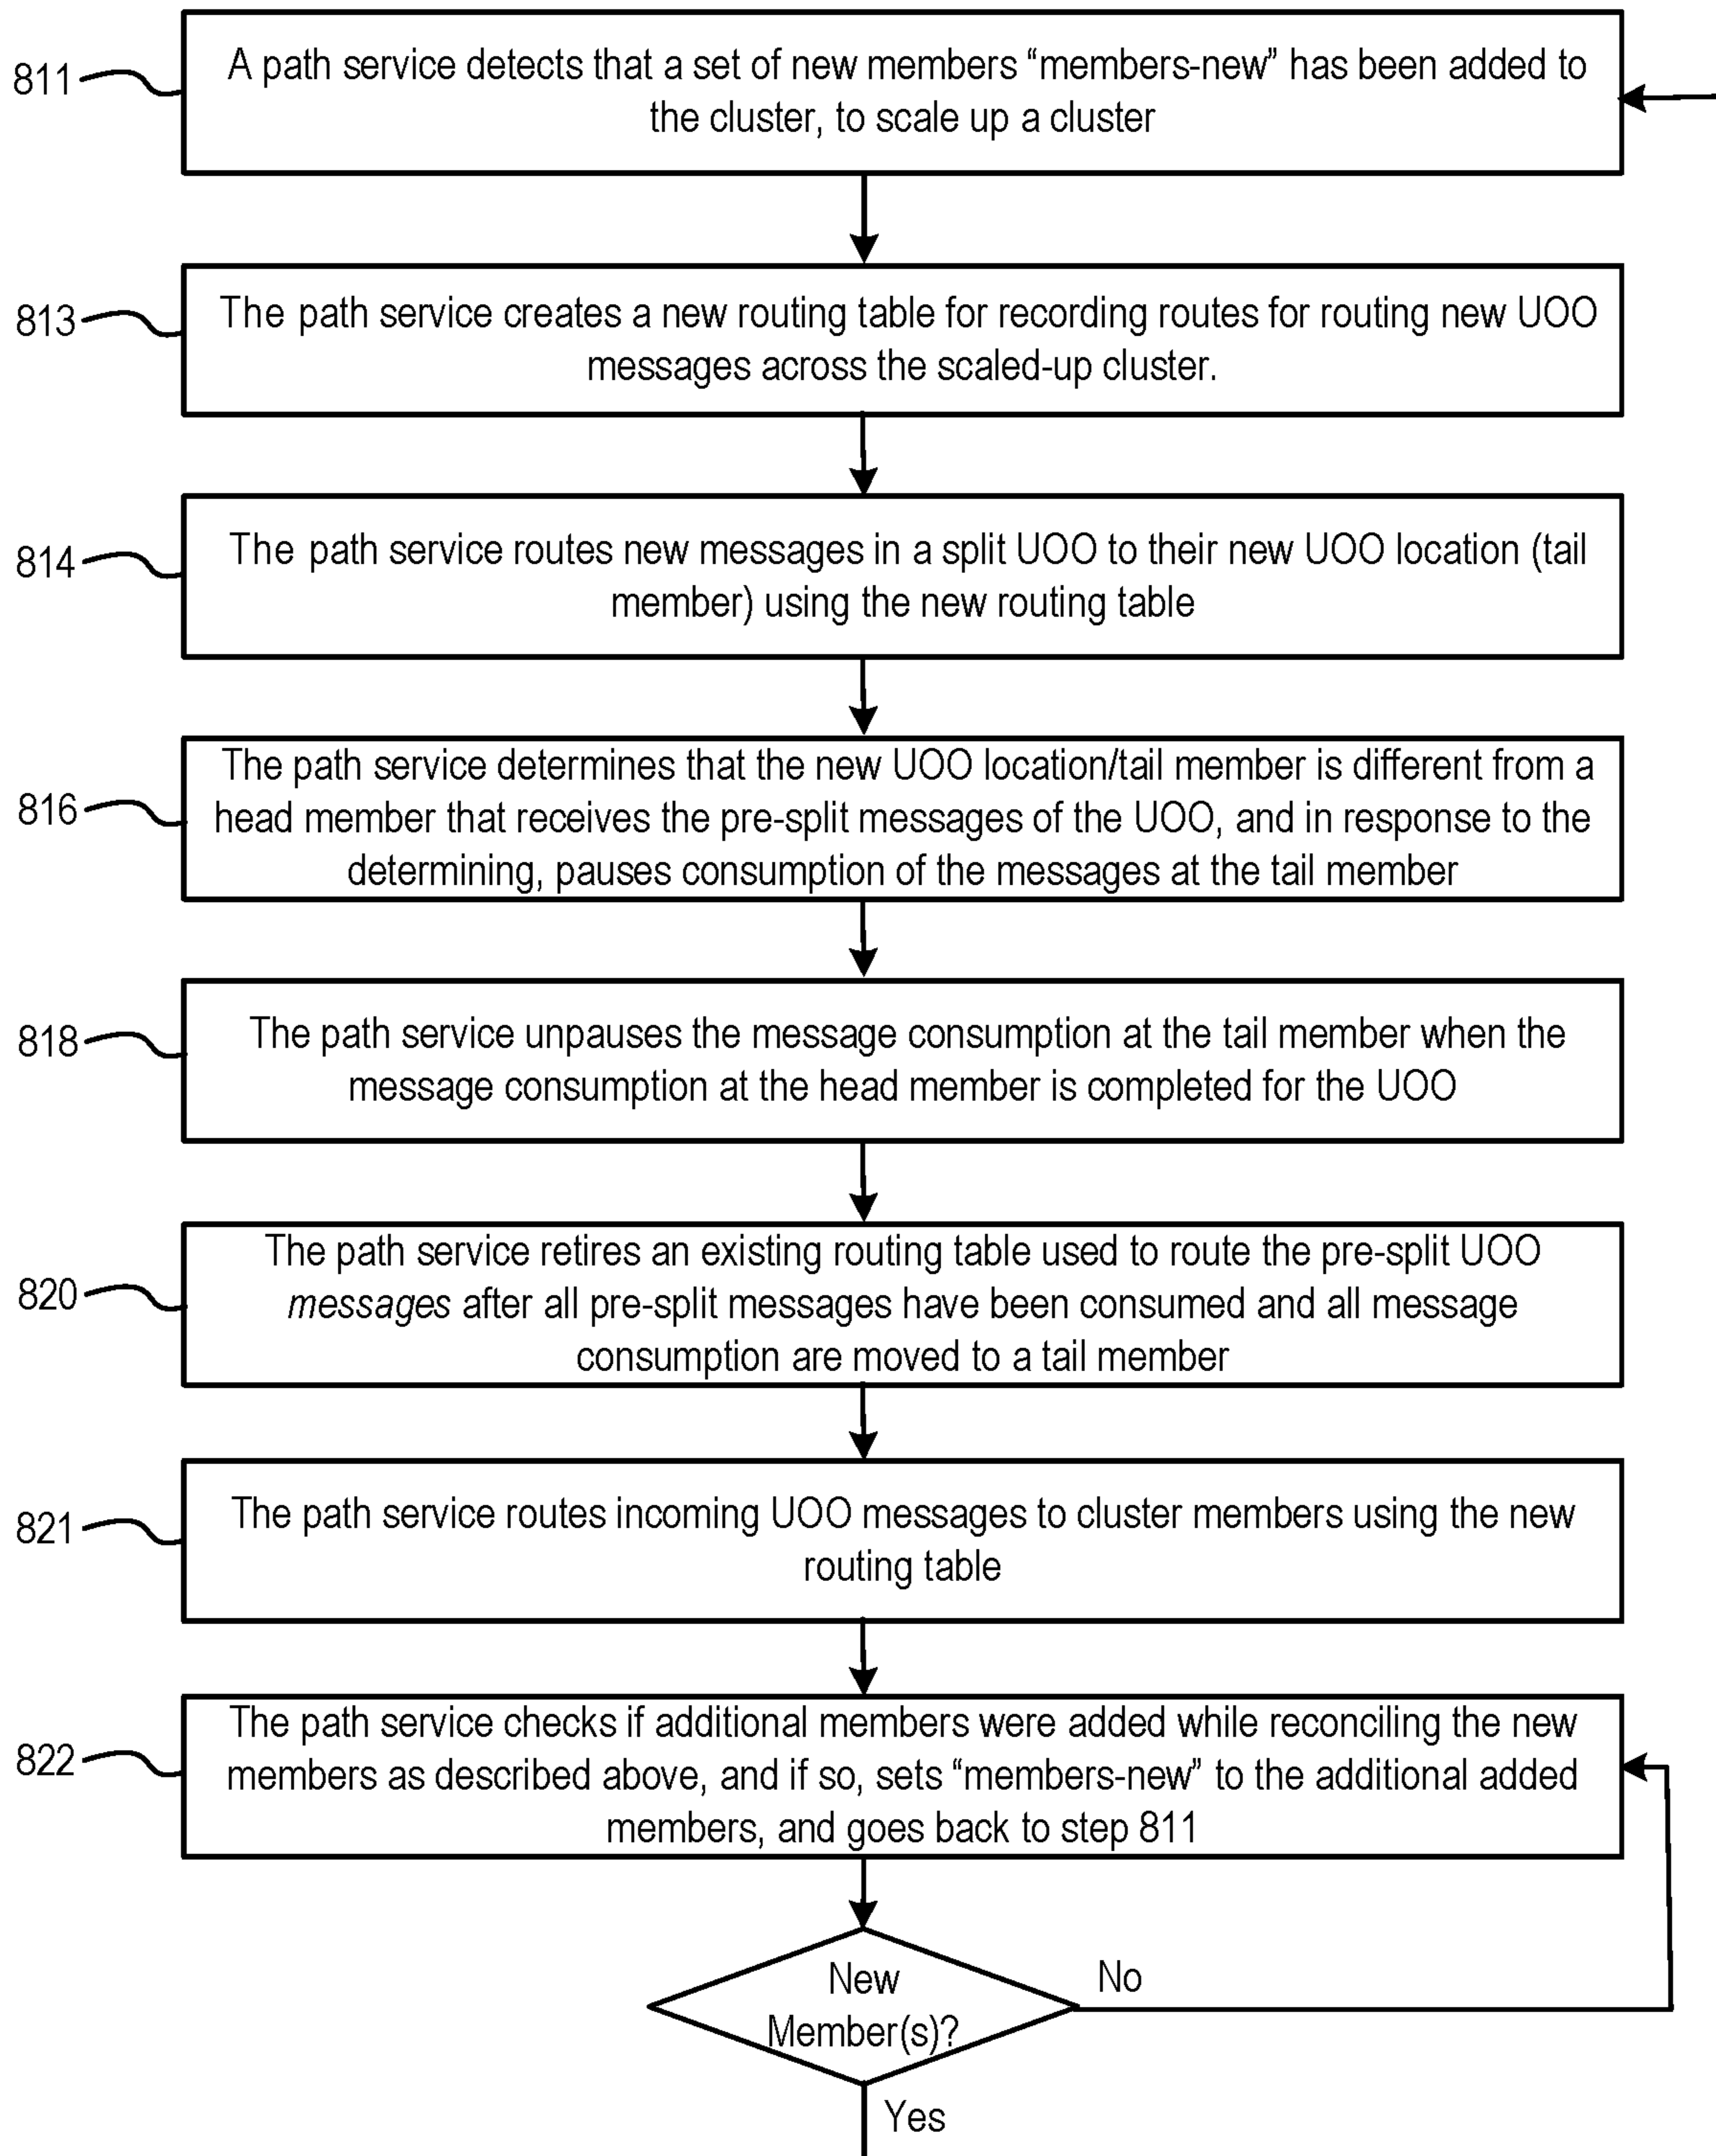 811
A path service detects that a set of new members “members-new” has been added to
the cluster, to scale up a cluster
813
The path service creates a new routing table for recording routes for routing new UOO
messages across the scaled-up cluster.
814
The path service routes new messages in a split UOO to their new UOO location (tail
member) using the new routing table
816
The path service determines that the new UOO location/tail member is different from a
head member that receives the pre-split messages of the UOO, and in response to the
determining, pauses consumption of the messages at the tail member
818
The path service unpauses the message consumption at the tail member when the
message consumption at the head member is completed for the UOO
820
The path service retires an existing routing table used to route the pre-split UOO
messages after all pre-split messages have been consumed and all message
consumption are moved to a tail member
821
The path service routes incoming UOO messages to cluster members using the new
routing table
822
The path service checks if additional members were added while reconciling the new
members as described above, and if so, sets “members-new” to the additional added
members, and goes back to step 811
New
Member(s)?
No
Yes